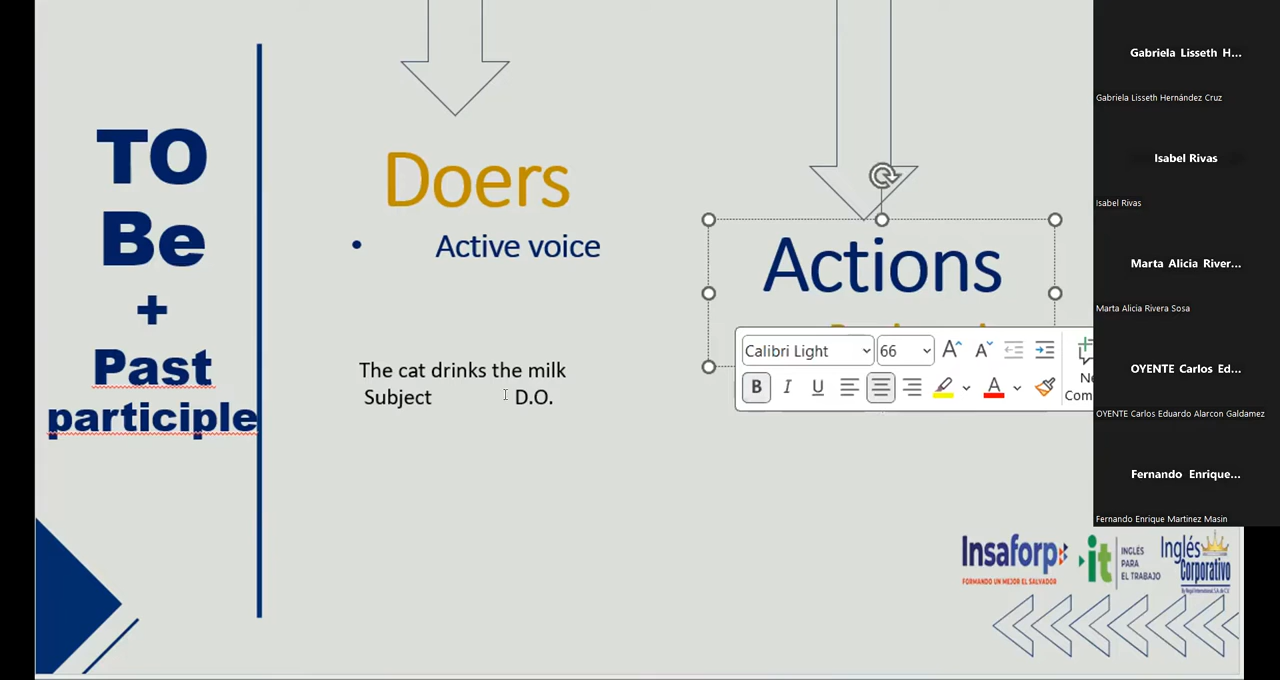 TO
Be
+
Past
participle
Doers
• Active voice
The cat drinks the milk
Subject D.O.
Actions
Calibri Light 66
B I U A
Ne
Com
Gabriela Lisseth H...
Gabriela Lisseth Hernández Cruz
Isabel Rivas
Isabel Rivas
Marta Alicia River...
Marta Alicia Rivera Sosa
OYENTE Carlos Ed...
OYENTE Carlos Eduardo Alarcon Galdamez
Fernando Enrique...
Fernando Enrique Martinez Masin
Insaforp
FORMANDO UN MEJOR EL SALVADOR
it
INGLÉS
PARA
EL TRABAJO
Inglés
Corporativo